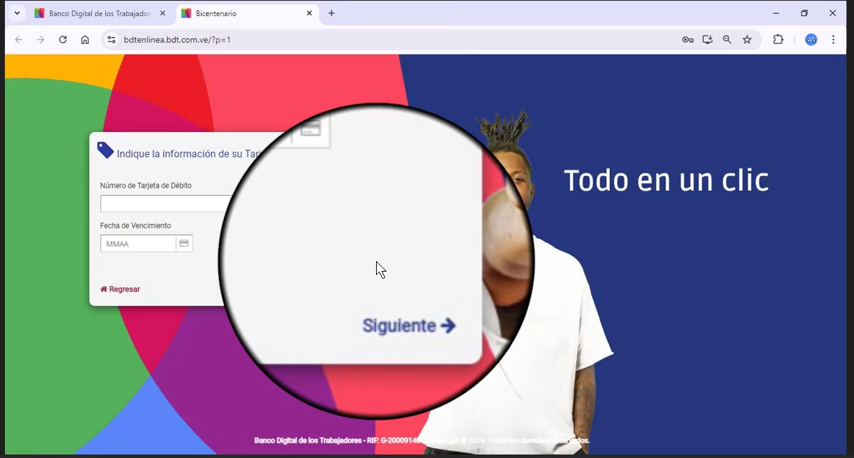 Banco Digital de los Trabajador
Bicentenario
bdtenlinea.bdt.com.ve/?p=1
Indique la información de su
Todo en un clic
Número de Tarjeta de Débito
Fecha de Vencimiento
MMAA
Regresar
Siguiente
Banco Digital de los Trabajadores - RIF: G-2000914